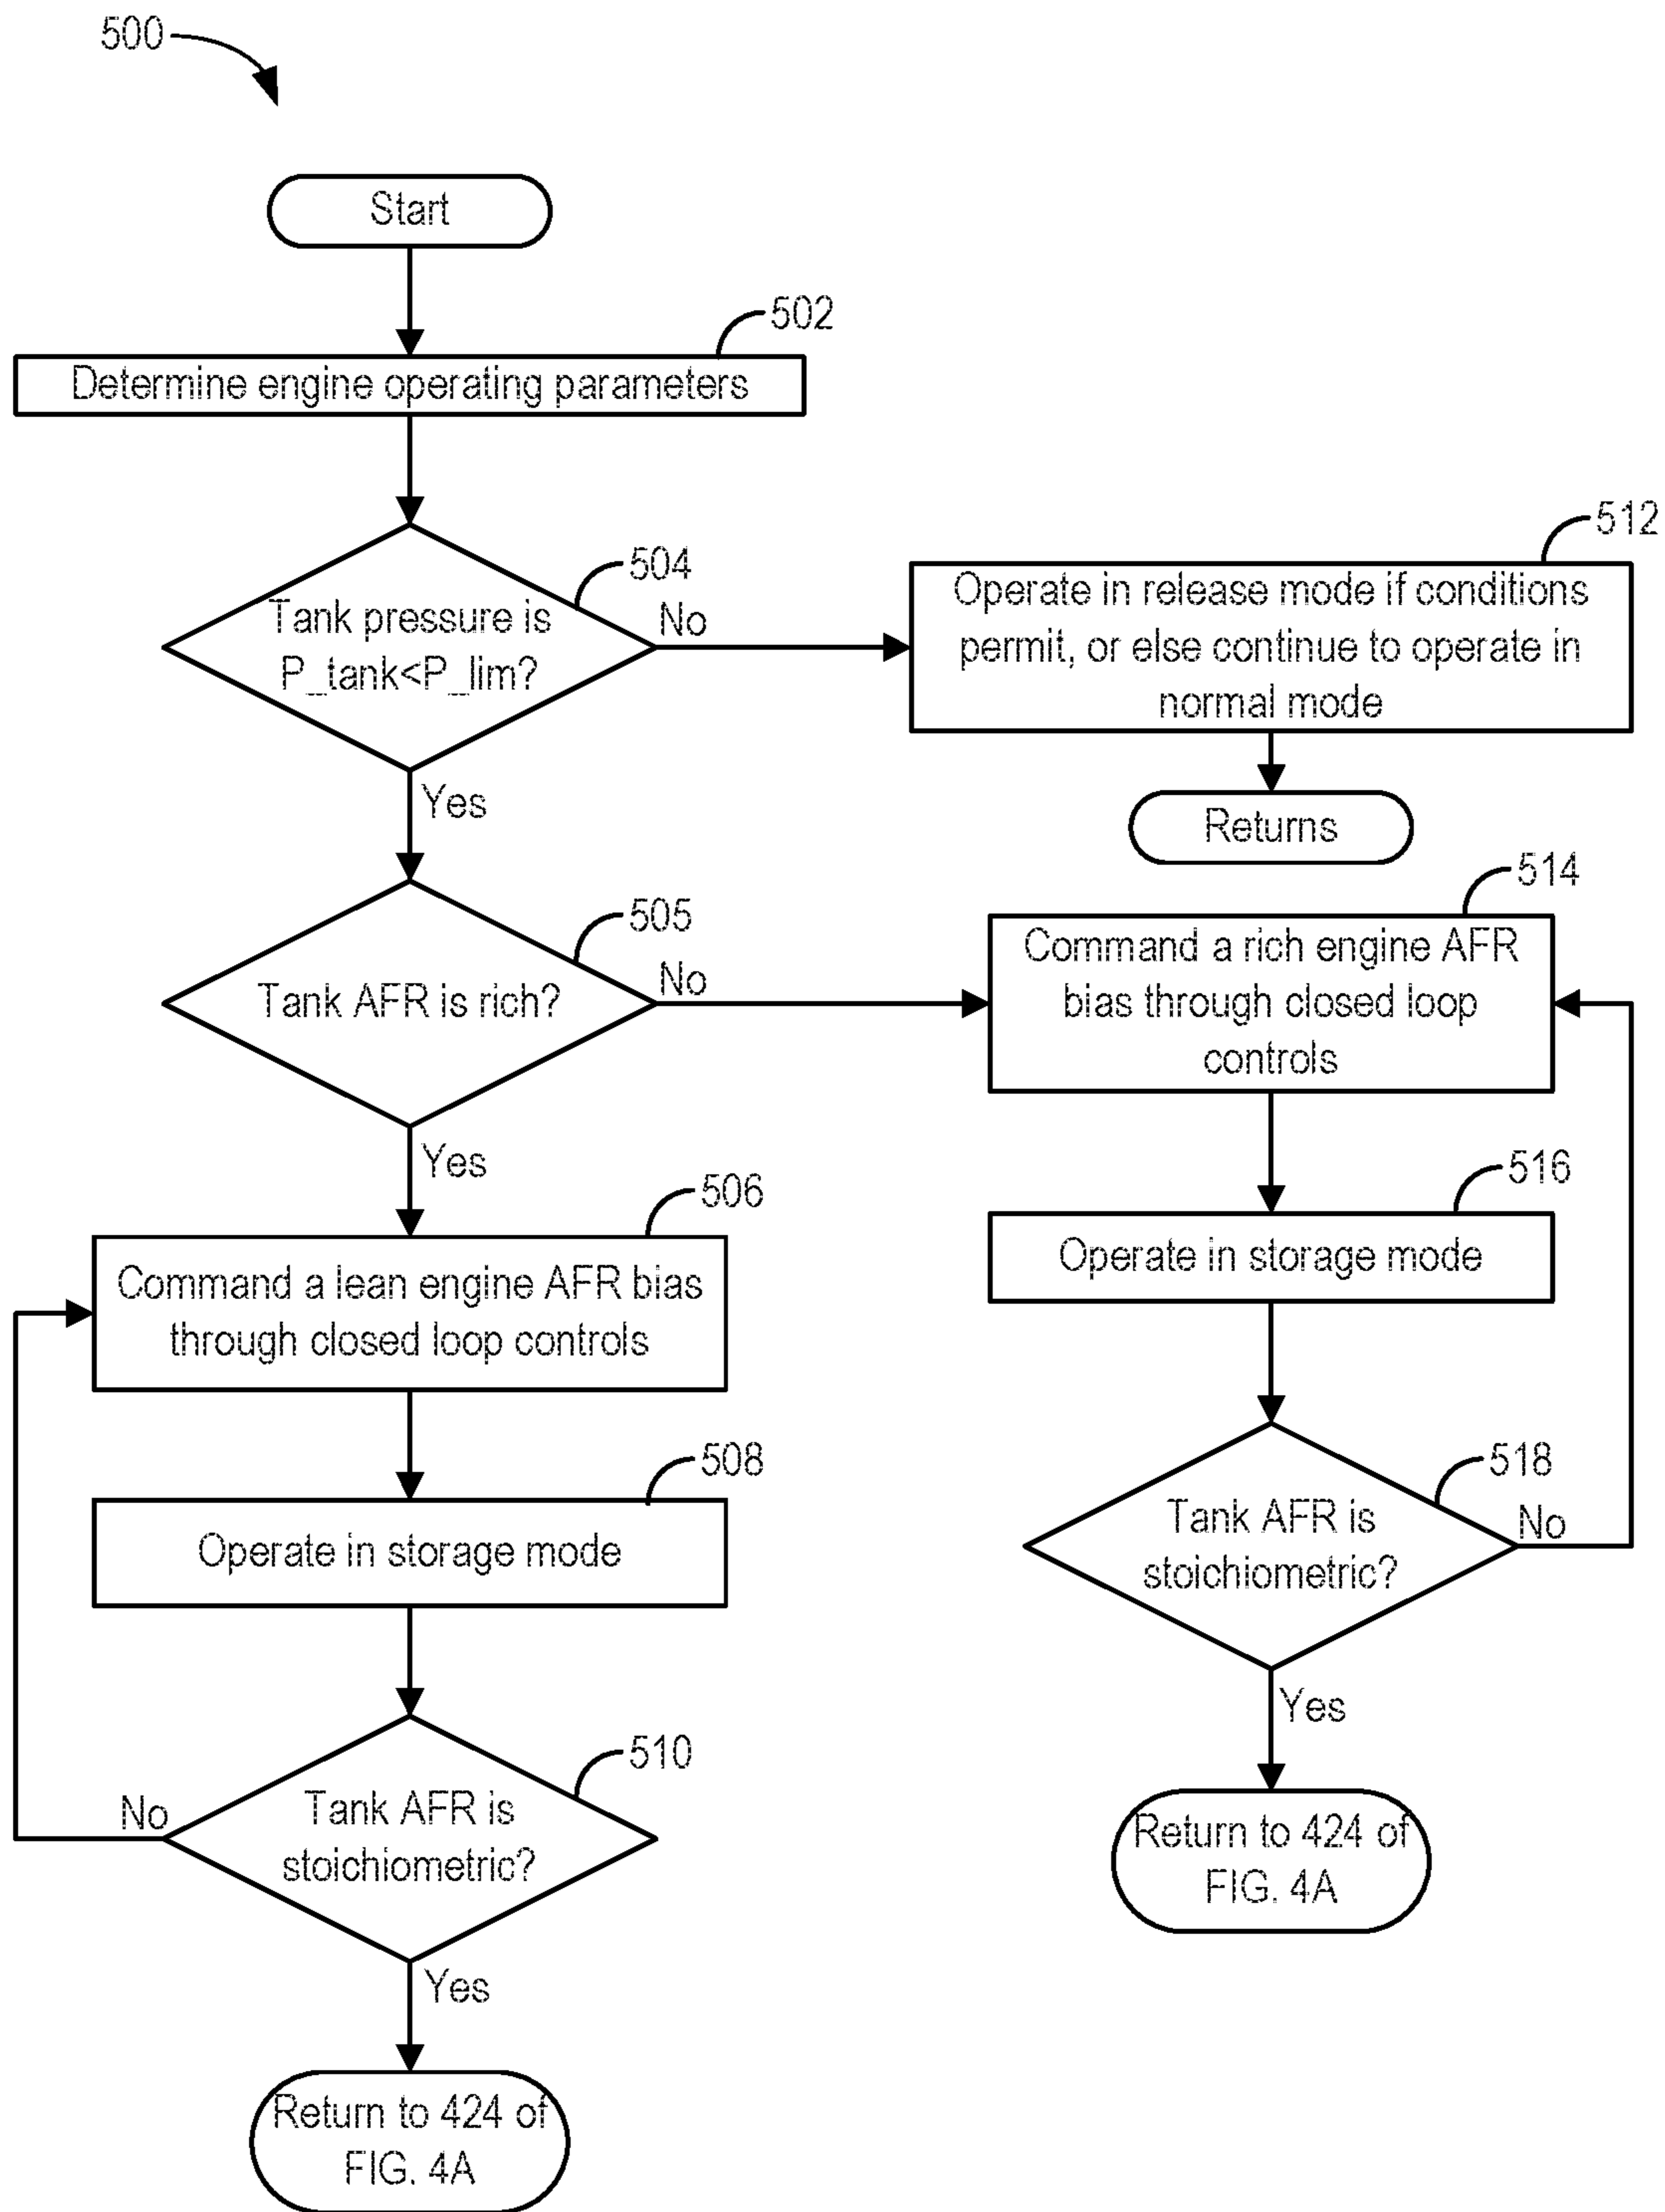 500
Start
502
Determine engine operating parameters
504
Tank pressure is
P_tank<P_lim?
No
Yes
512
Operate in release mode if conditions
permit, or else continue to operate in
normal mode
Returns
505
Tank AFR is rich?
No
Yes
514
Command a rich engine AFR
bias through closed loop
controls
516
Operate in storage mode
518
Tank AFR is
stoichiometric?
No
Yes
Return to 424 of
FIG. 4A
506
Command a lean engine AFR bias
through closed loop controls
508
Operate in storage mode
510
Tank AFR is
stoichiometric?
No
Yes
Return to 424 of
FIG. 4A